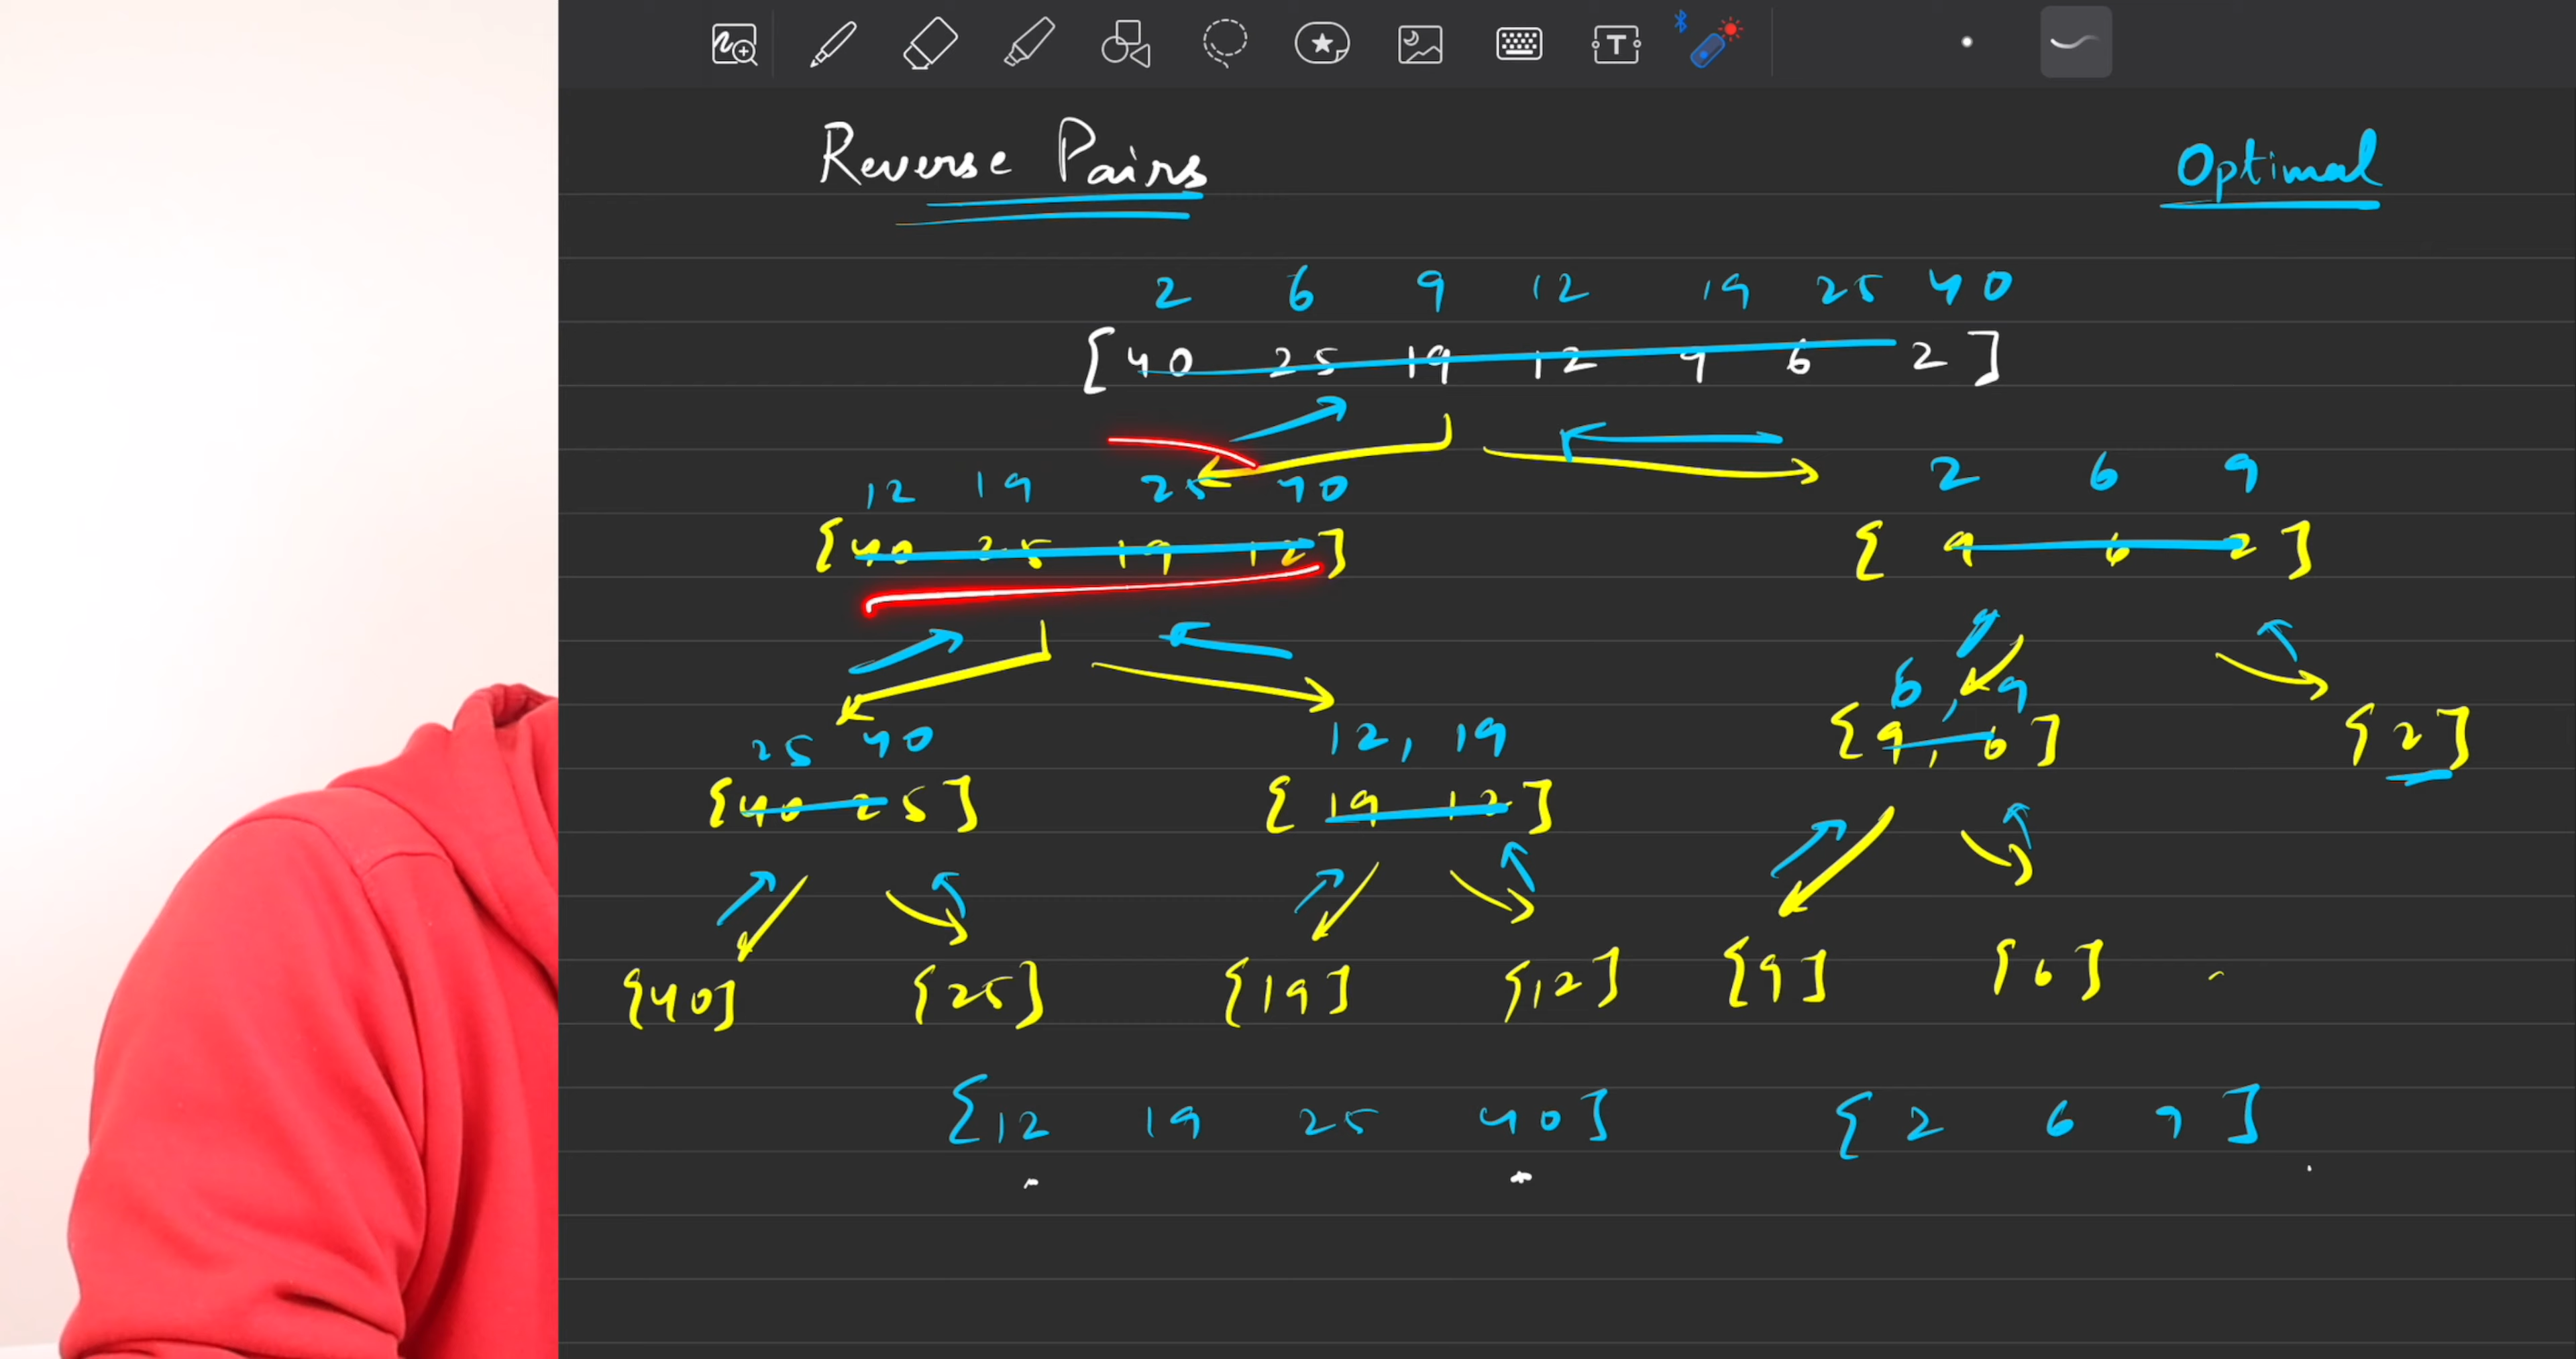 Reverse Pairs
Optimal
2 6 9 12 19 25 40
[40 25 19 12 9 6 2]
12 19 25 40
2 6 9
[40 25 19 12]
[9 6 2]
6, 9
25 40
12, 19
[9, 6]
[2]
[40 25]
[19 12]
[40]
[25]
[19]
[12]
[9]
[6]
[12 19 25 40]
[2 6 9]